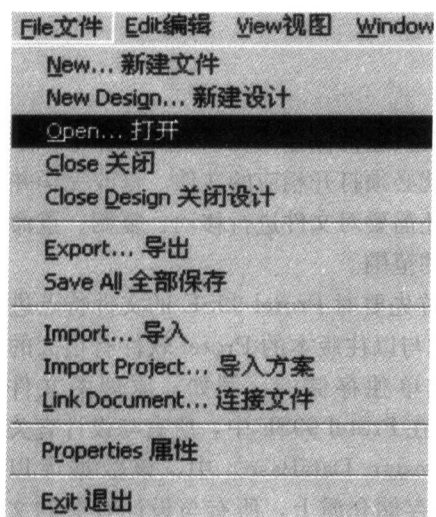 File文件 Edit编辑 View视图 Window
New... 新建文件
New Design... 新建设计
Open... 打开
Close 关闭
Close Design 关闭设计
Export... 导出
Save All 全部保存
Import... 导入
Import Project... 导入方案
Link Document... 连接文件
Properties 属性
Exit 退出